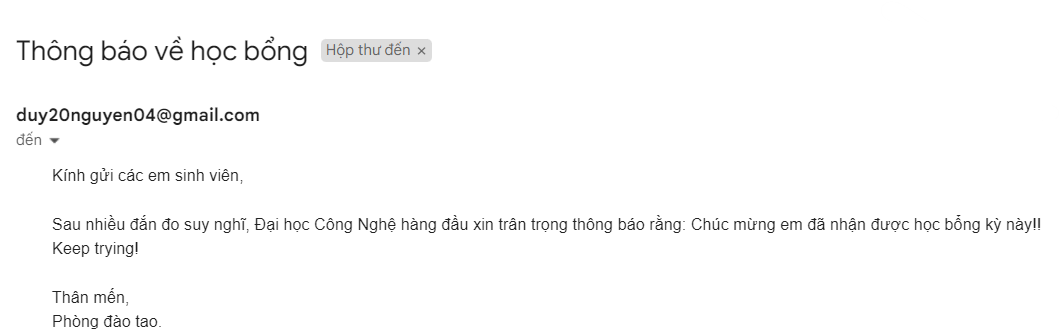 Thông báo về học bổng Hộp thư đến ×
duy20nguyen04@gmail.com
đến
Kính gửi các em sinh viên,
Sau nhiều đắn đo suy nghĩ, Đại học Công Nghệ hàng đầu xin trân trọng thông báo rằng: Chúc mừng em đã nhận được học bổng kỳ này!!
Keep trying!
Thân mến,
Phòng đào tạo.